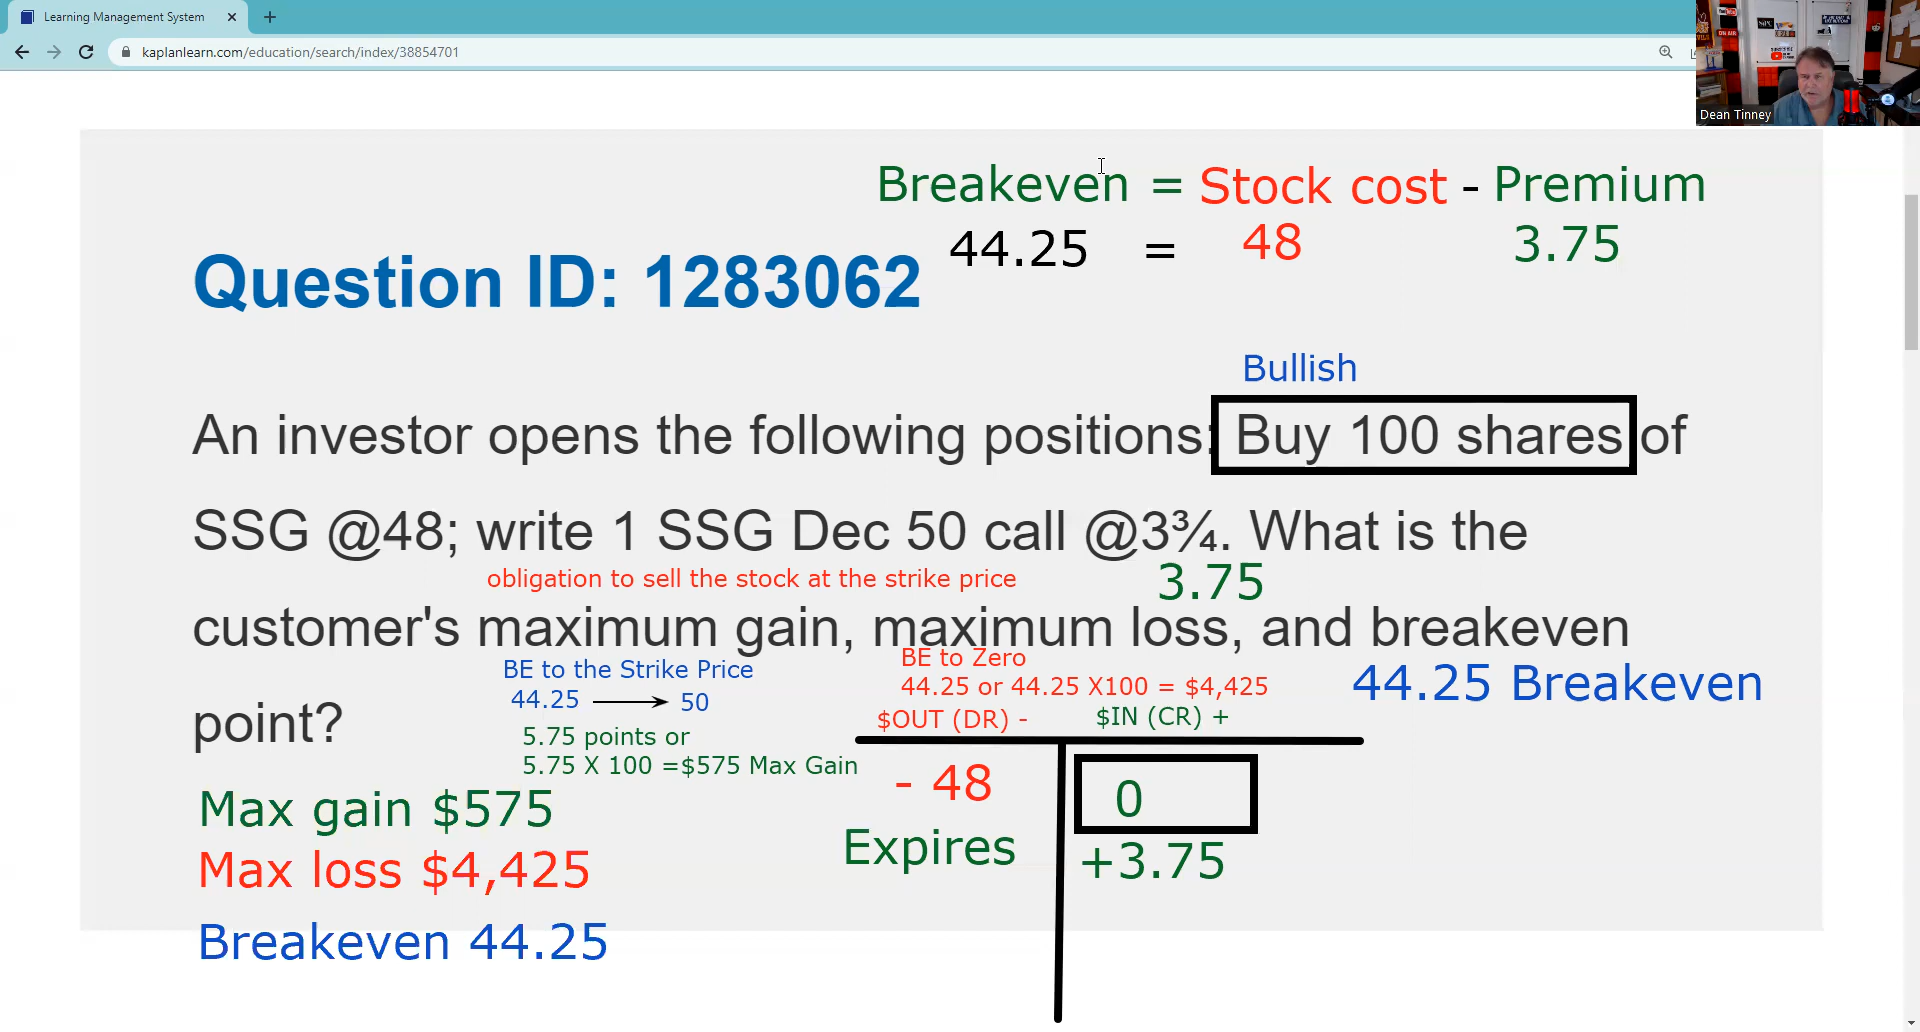 Learning Management System
kaplanlearn.com/education/search/index/38854701
ON AIR
Dean Tinney
Breakeven = Stock cost - Premium
44.25 = 48 3.75
Question ID: 1283062
Bullish
An investor opens the following positions: Buy 100 shares of
SSG @48; write 1 SSG Dec 50 call @3¾. What is the
obligation to sell the stock at the strike price
3.75
customer's maximum gain, maximum loss, and breakeven
BE to the Strike Price
44.25 50
BE to Zero
44.25 or 44.25 X100 = $4,425
44.25 Breakeven
point?
5.75 points or
5.75 X 100 =$575 Max Gain
$OUT (DR) - $IN (CR) +
- 48 0
Expires +3.75
Max gain $575
Max loss $4,425
Breakeven 44.25